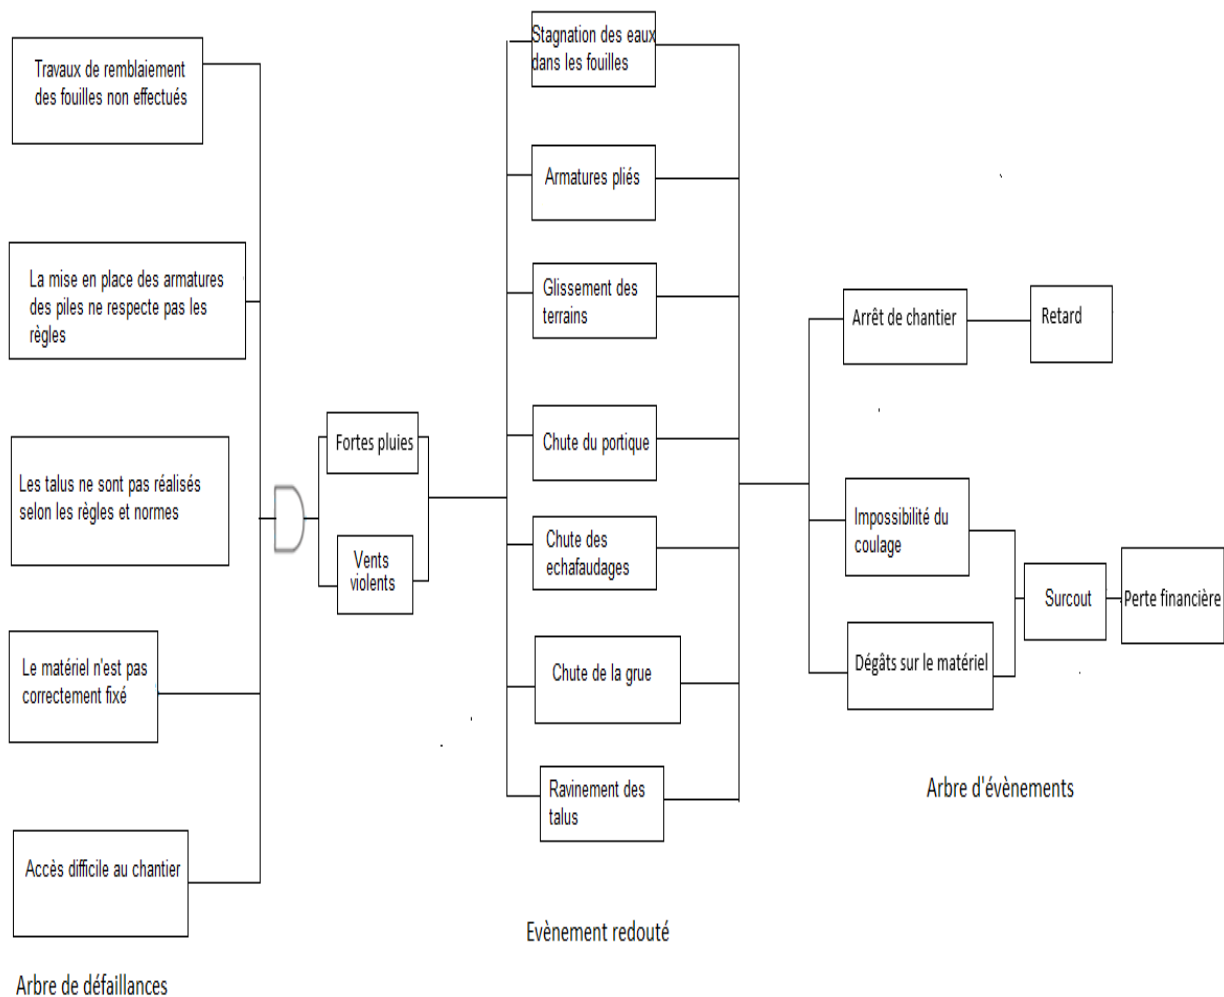 Travaux de remblaiement
des fouilles non effectués
La mise en place des armatures
des piles ne respecte pas les
règles
Les talus ne sont pas réalisés
selon les règles et normes
Le matériel n'est pas
correctement fixé
Accès difficile au chantier
Arbre de défaillances
Fortes pluies
Vents
violents
Stagnation des eaux
dans les fouilles
Armatures pliés
Glissement des
terrains
Chute du portique
Chute des
echafaudages
Chute de la grue
Ravinement des
talus
Evènement redouté
Arrêt de chantier
Retard
Impossibilité du
coulage
Dégâts sur le matériel
Surcout
Perte financière
Arbre d'évènements